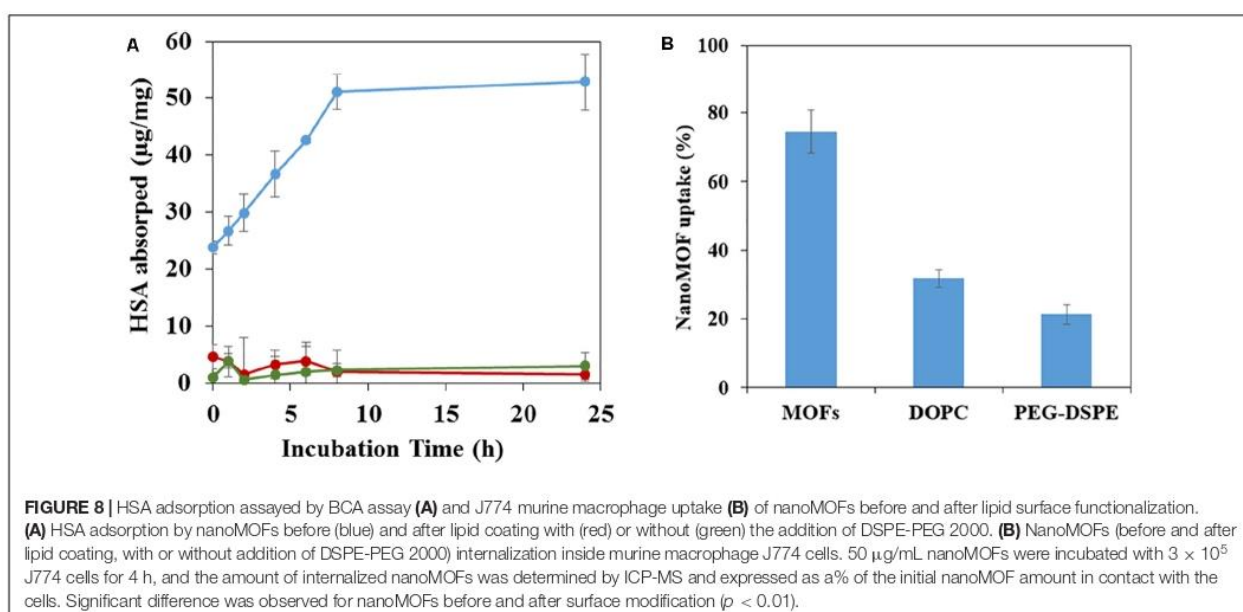 A
60
50
40
30
20
10
0
HSA absorped (µg/mg)
0 5 10 15 20 25
Incubation Time (h)
B
100
80
60
40
20
0
NanoMOF uptake (%)
MOFs DOPC PEG-DSPE
FIGURE 8 | HSA adsorption assayed by BCA assay (A) and J774 murine macrophage uptake (B) of nanoMOFs before and after lipid surface functionalization.
(A) HSA adsorption by nanoMOFs before (blue) and after lipid coating with (red) or without (green) the addition of DSPE-PEG 2000. (B) NanoMOFs (before and after
lipid coating, with or without addition of DSPE-PEG 2000) internalization inside murine macrophage J774 cells. 50 µg/mL nanoMOFs were incubated with 3 × 10⁵
J774 cells for 4 h, and the amount of internalized nanoMOFs was determined by ICP-MS and expressed as a% of the initial nanoMOF amount in contact with the
cells. Significant difference was observed for nanoMOFs before and after surface modification (p < 0.01).